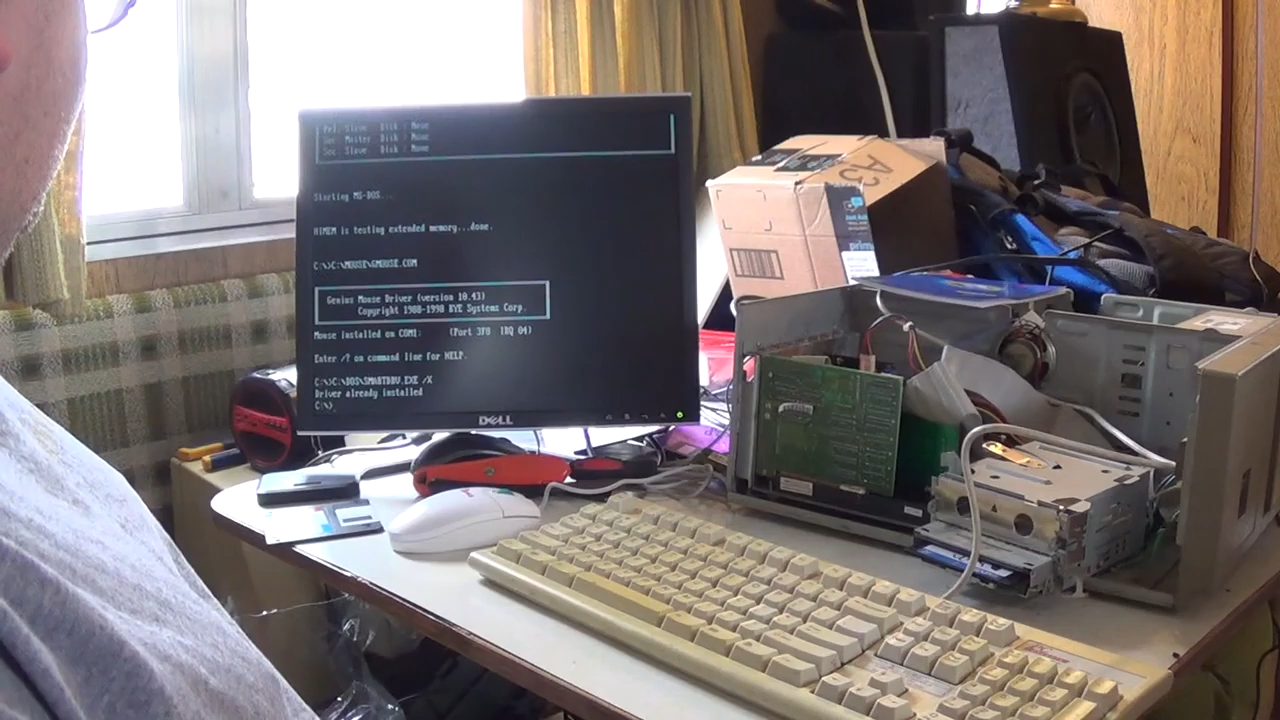 Pri. Slave Disk : None
Sec. Master Disk : None
Sec. Slave Disk : None
Starting MS-DOS...
HIMEM is testing extended memory...done.
C:\>C:\MOUSE\GMOUSE.COM
Genius Mouse Driver (version 10.43)
Copyright 1988-1998 KYE Systems Corp.
Mouse installed on COM1: (Port 3F8 IRQ 04)
Enter /? on command line for HELP.
C:\>C:\DOS\SMARTDRV.EXE /X
Driver already installed
C:\>
DELL
A3
prime